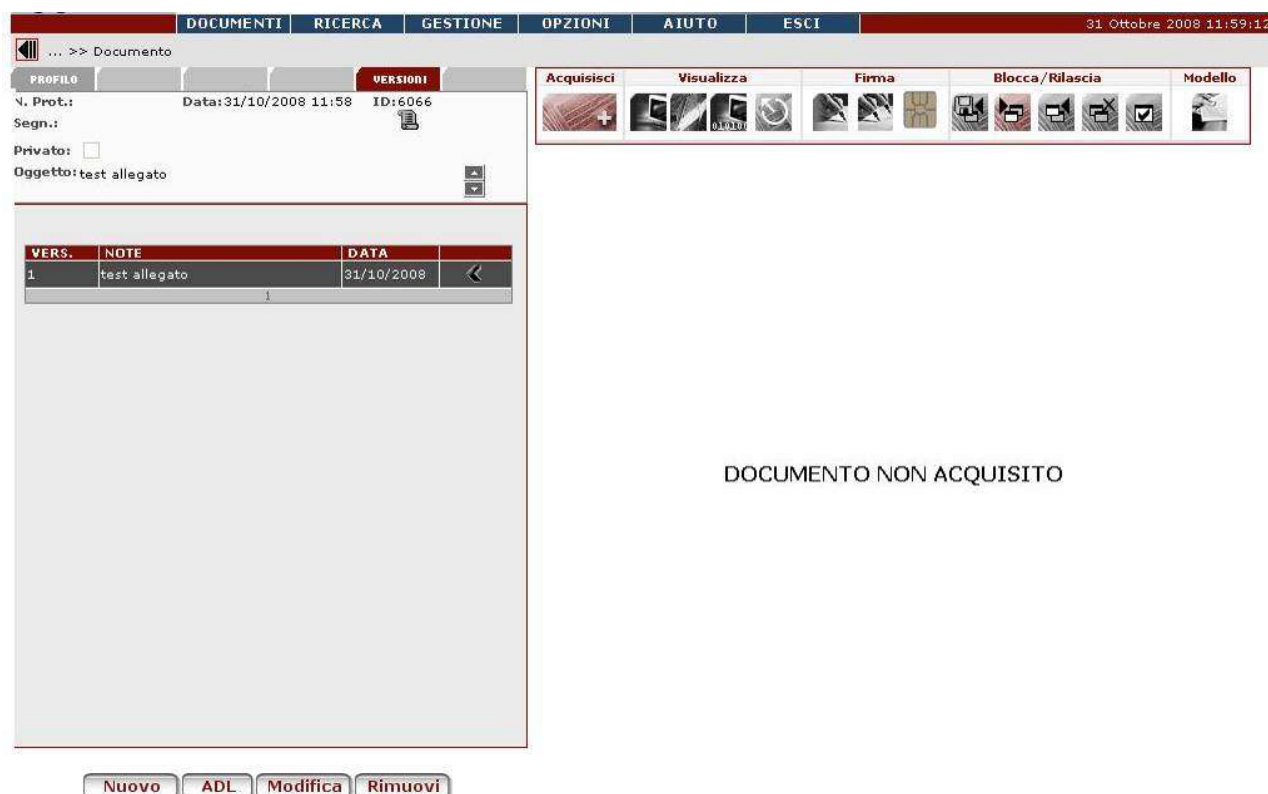 DOCUMENTI RICERCA GESTIONE OPZIONI AIUTO ESCI 31 Ottobre 2008 11:59:12
... >> Documento
PROFILO VERSIONI
N. Prot.: Data:31/10/2008 11:58 ID:6066
Segn.:
Privato:
Oggetto: test allegato
Acquisisci Visualizza Firma Blocca/Rilascia Modello
VERS. NOTE DATA
1 test allegato 31/10/2008
1
DOCUMENTO NON ACQUISITO
Nuovo ADL Modifica Rimuovi